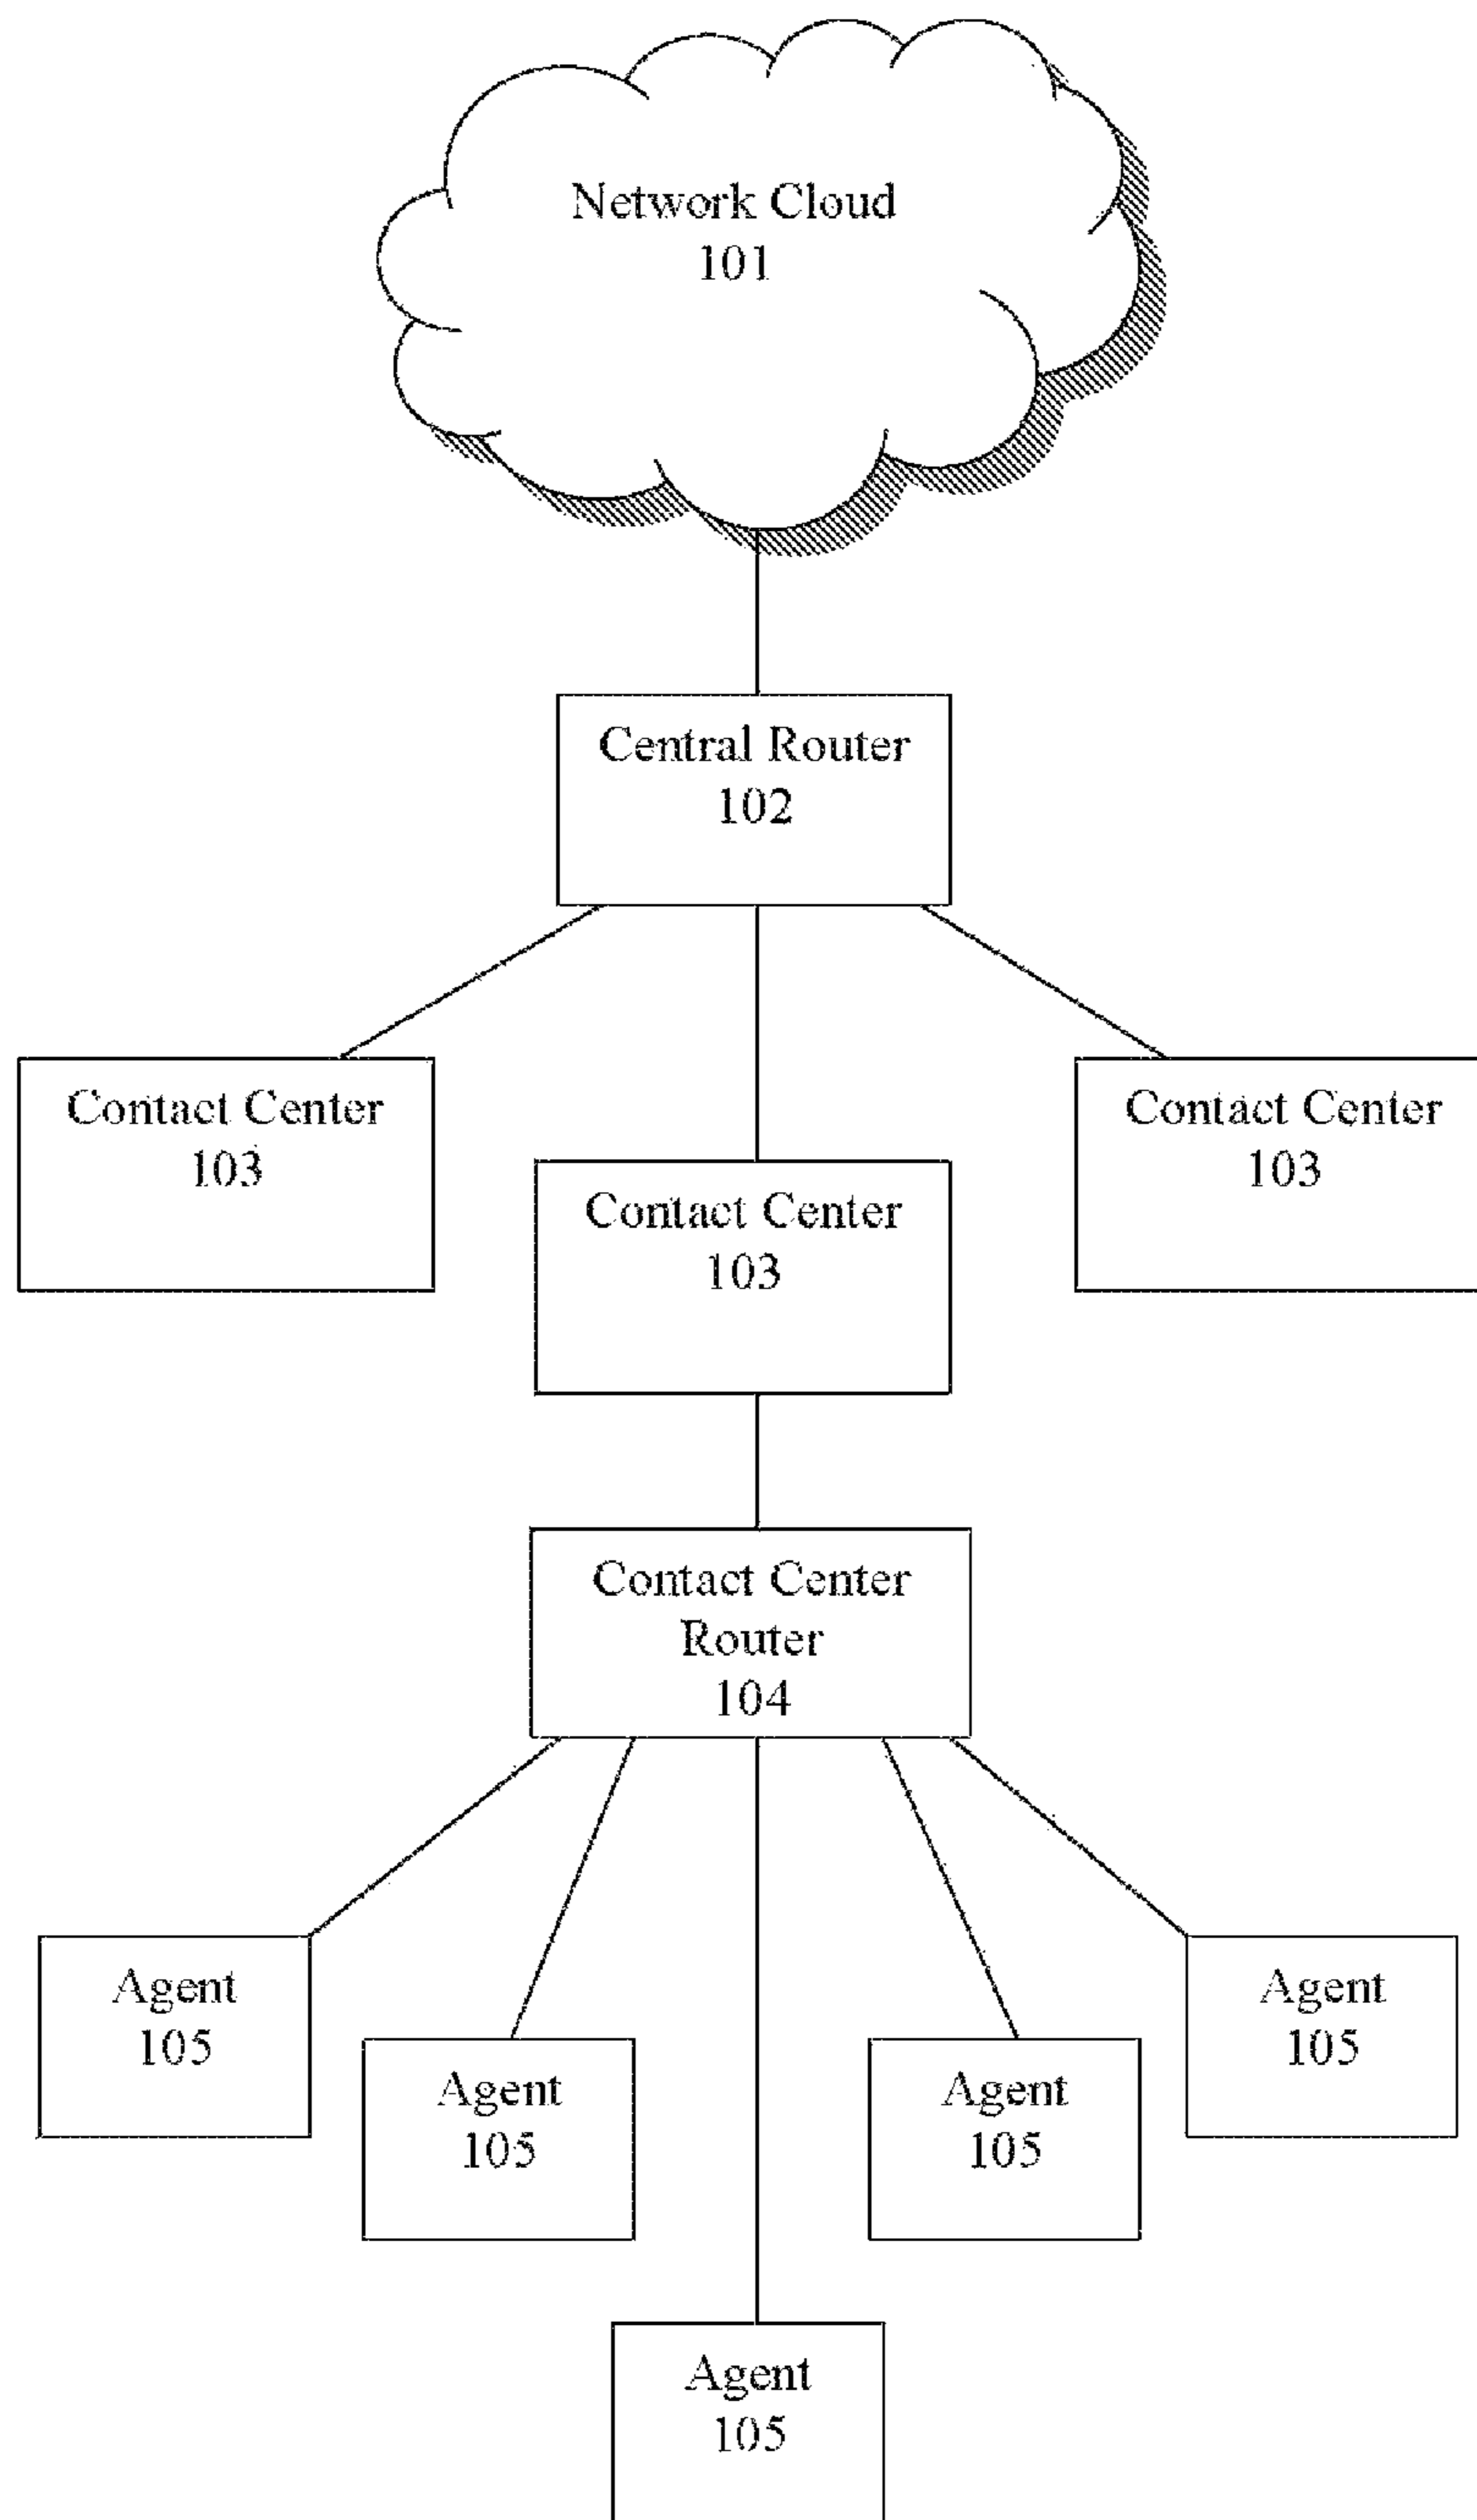 Network Cloud
101
Central Router
102
Contact Center
103
Contact Center
103
Contact Center
103
Contact Center
Router
104
Agent
105
Agent
105
Agent
105
Agent
105
Agent
105